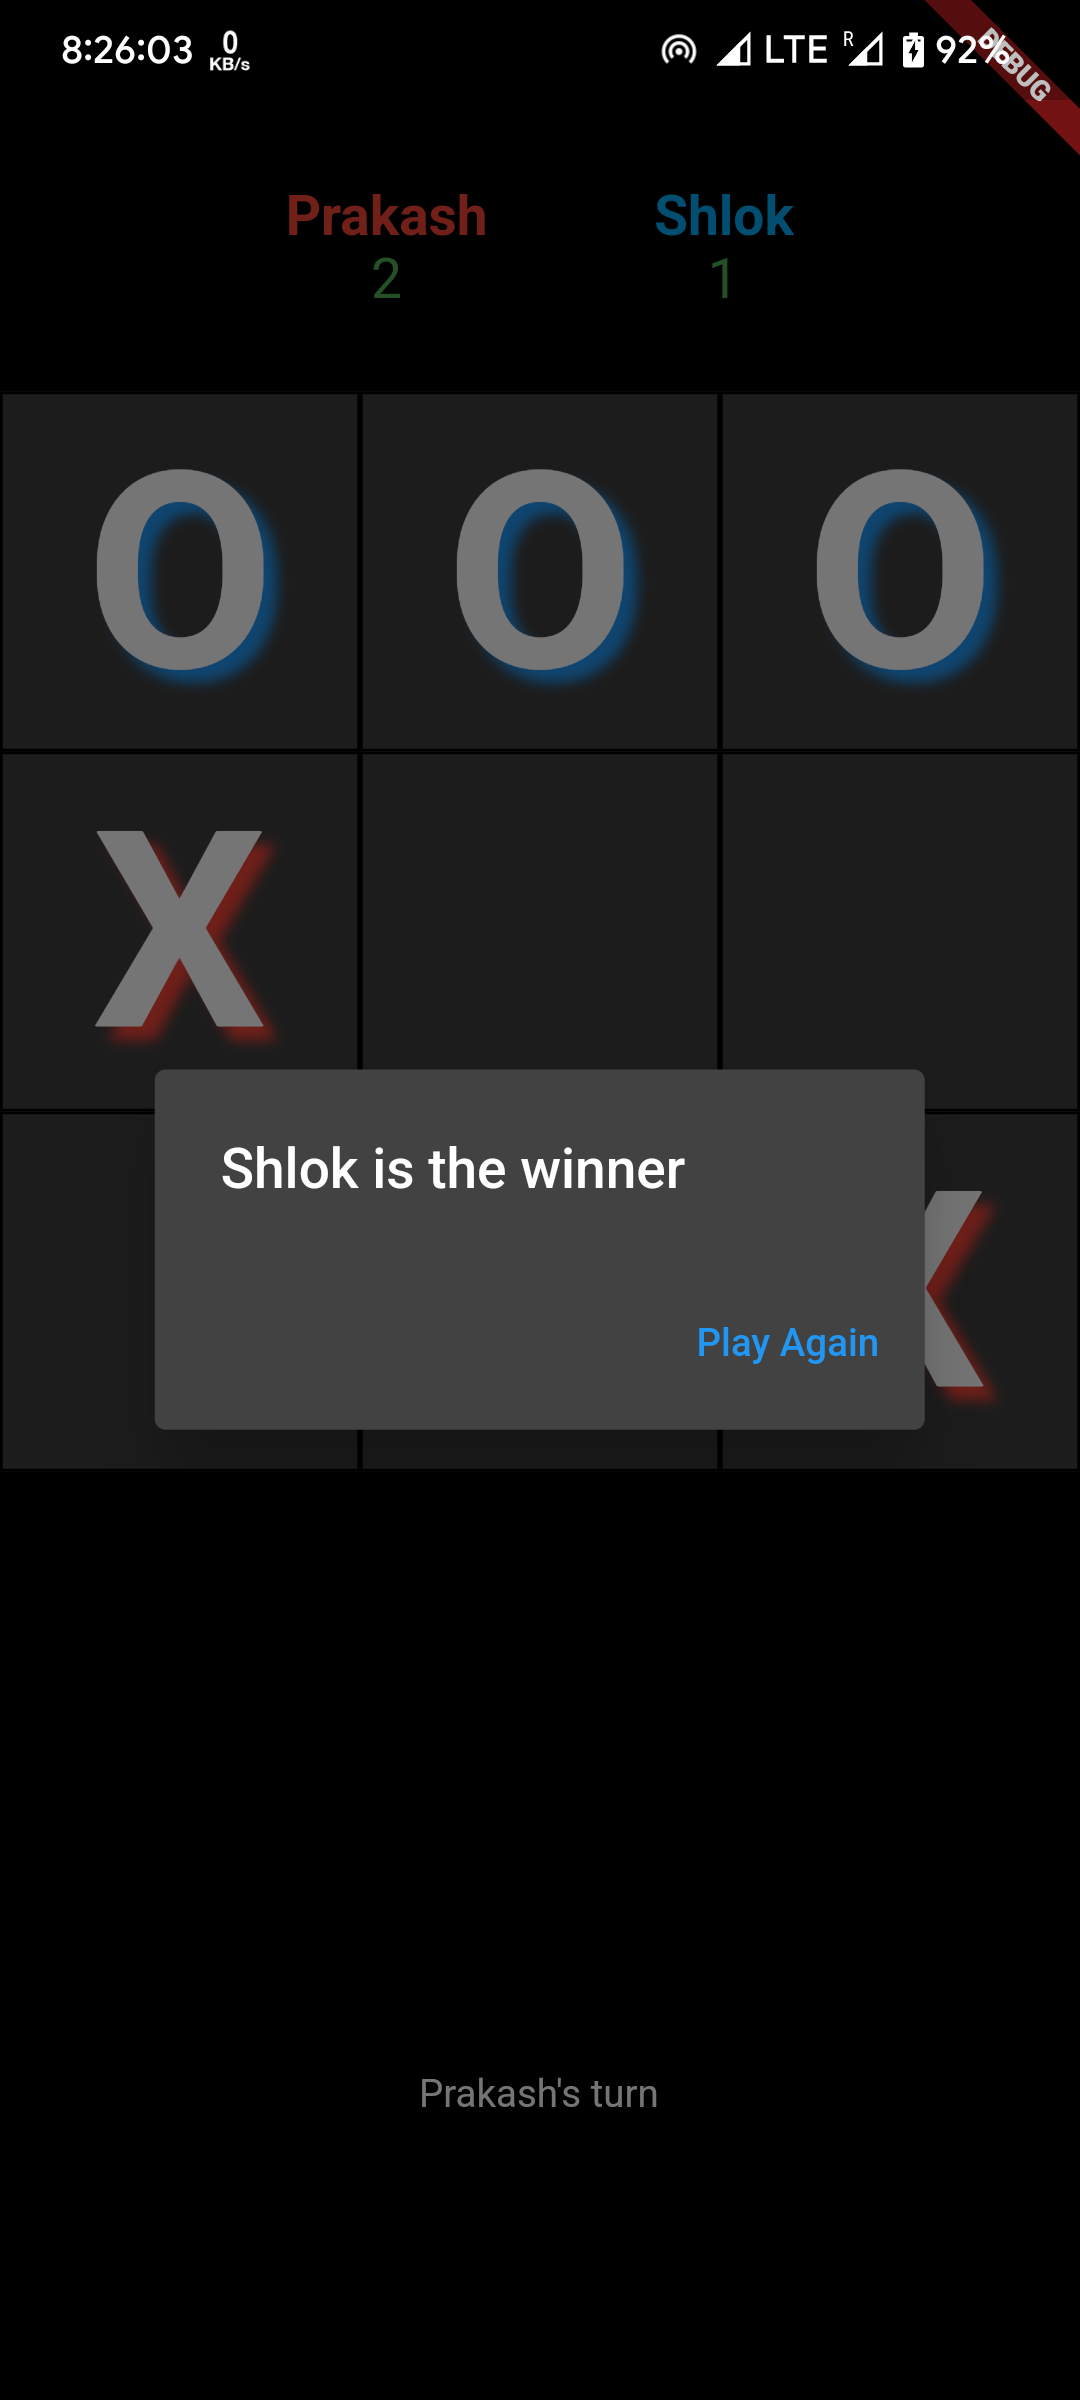 8:26:03 0 KB/s LTE R 92%
DEBUG
Prakash Shlok
2 1
O O O
X
Shlok is the winner
X
Play Again
Prakash's turn